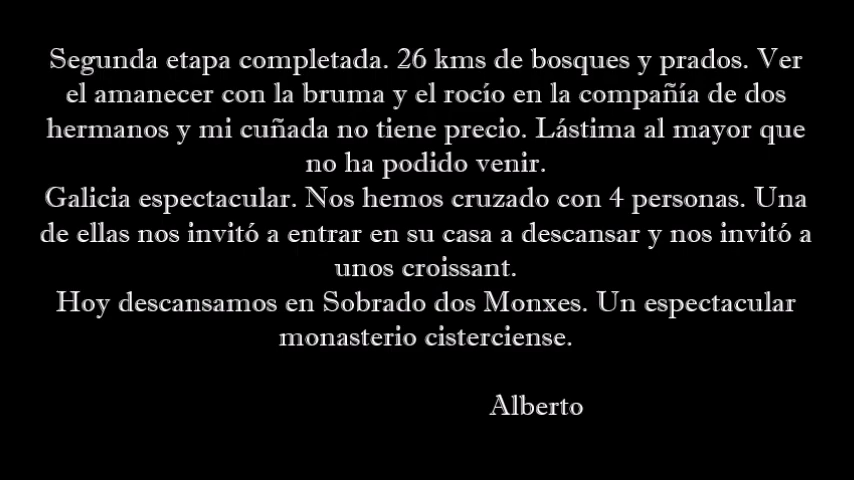 Segunda etapa completada. 26 kms de bosques y prados. Ver
el amanecer con la bruma y el rocío en la compañía de dos
hermanos y mi cuñada no tiene precio. Lástima al mayor que
no ha podido venir.
Galicia espectacular. Nos hemos cruzado con 4 personas. Una
de ellas nos invitó a entrar en su casa a descansar y nos invitó a
unos croissant.
Hoy descansamos en Sobrado dos Monxes. Un espectacular
monasterio cisterciense.
Alberto